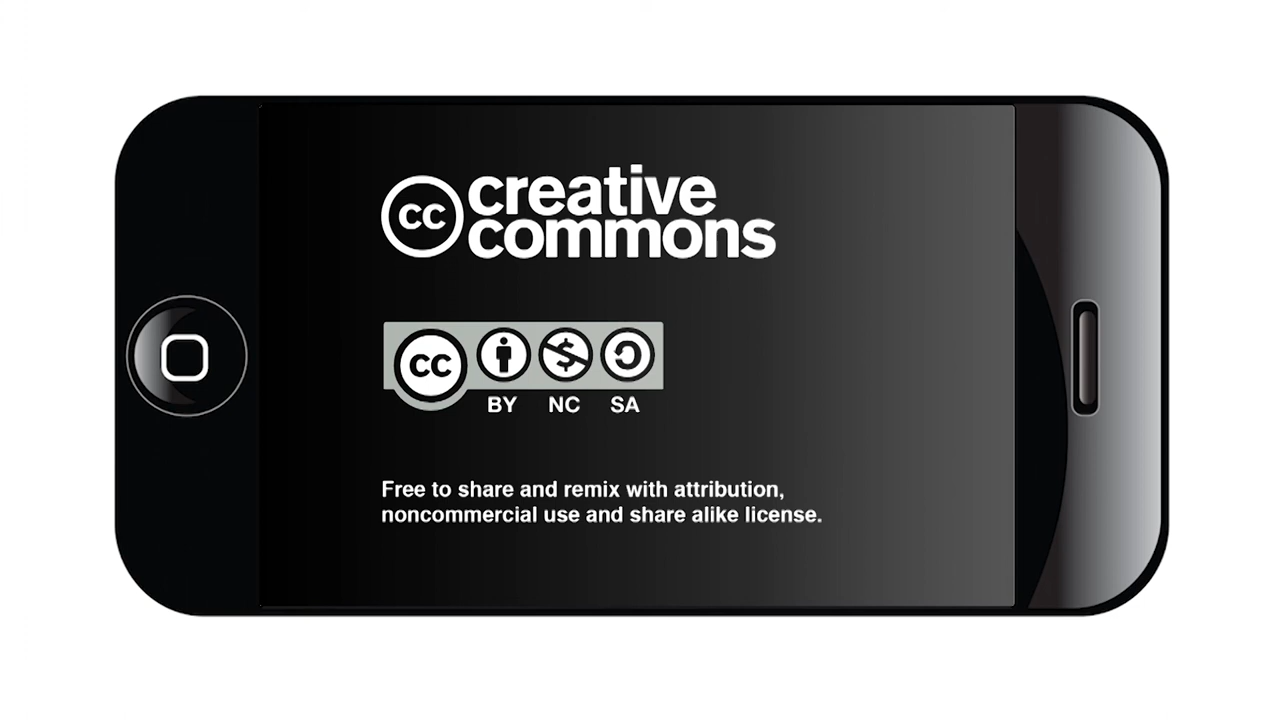 cc creative
commons
cc
BY NC SA
Free to share and remix with attribution,
noncommercial use and share alike license.